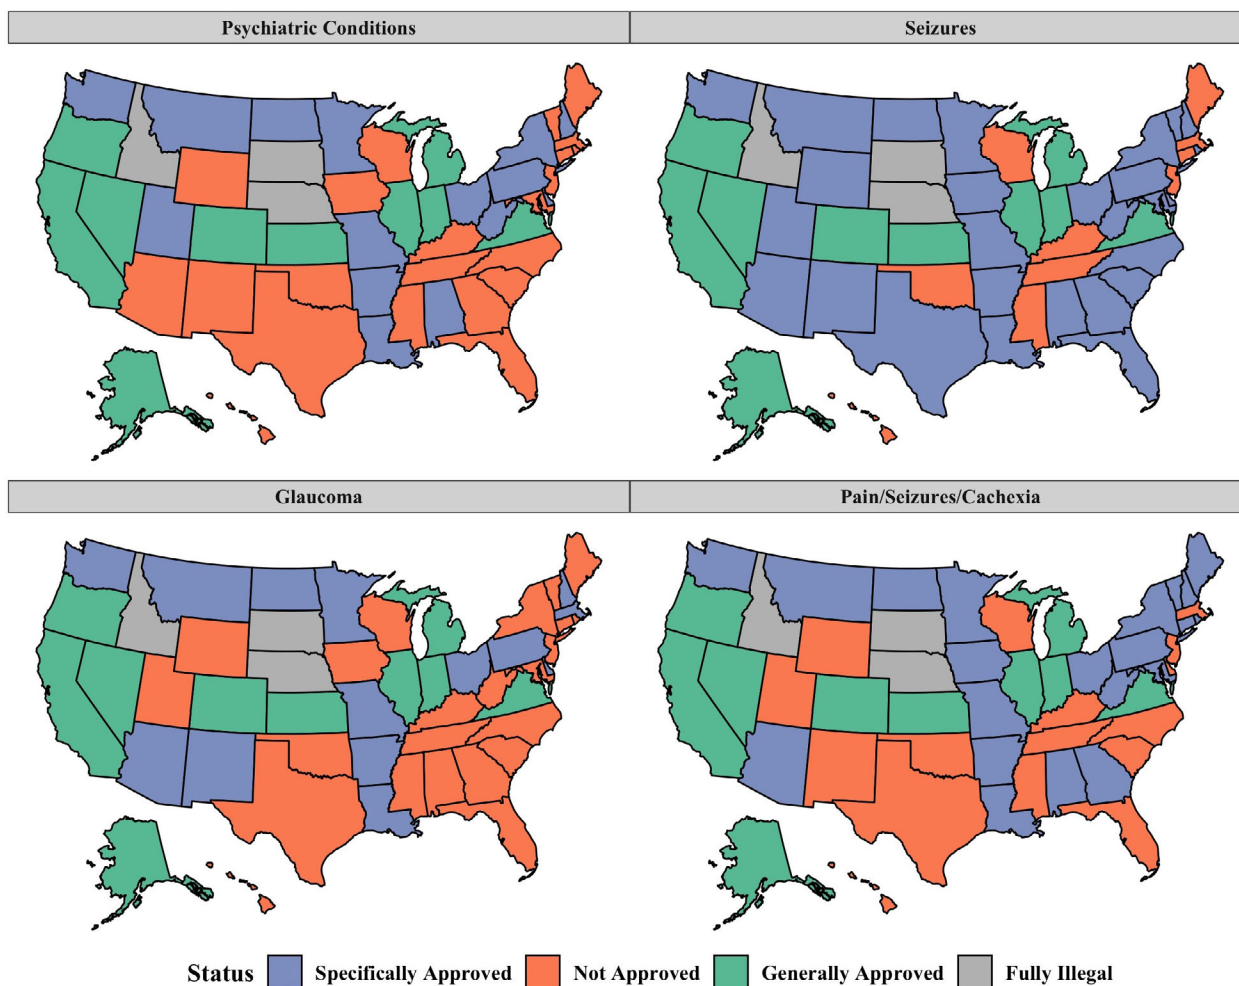 Psychiatric Conditions
Seizures
Glaucoma
Pain/Seizures/Cachexia
Status Specifically Approved Not Approved Generally Approved Fully Illegal